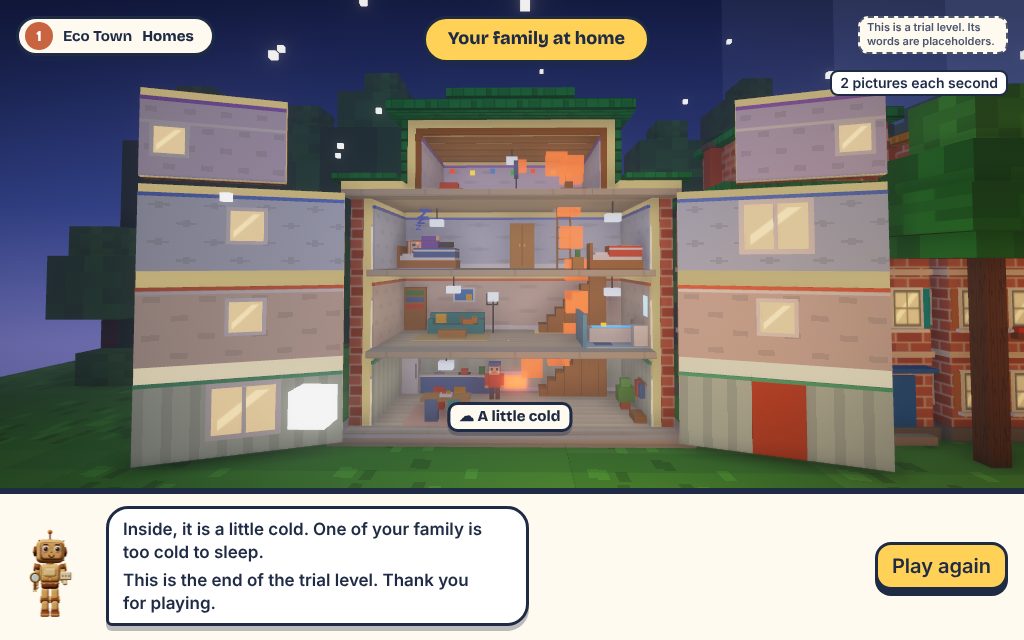 1 Eco Town Homes
Your family at home
This is a trial level. Its
words are placeholders.
2 pictures each second
☁ A little cold
Inside, it is a little cold. One of your family is
too cold to sleep.
This is the end of the trial level. Thank you
for playing.
Play again